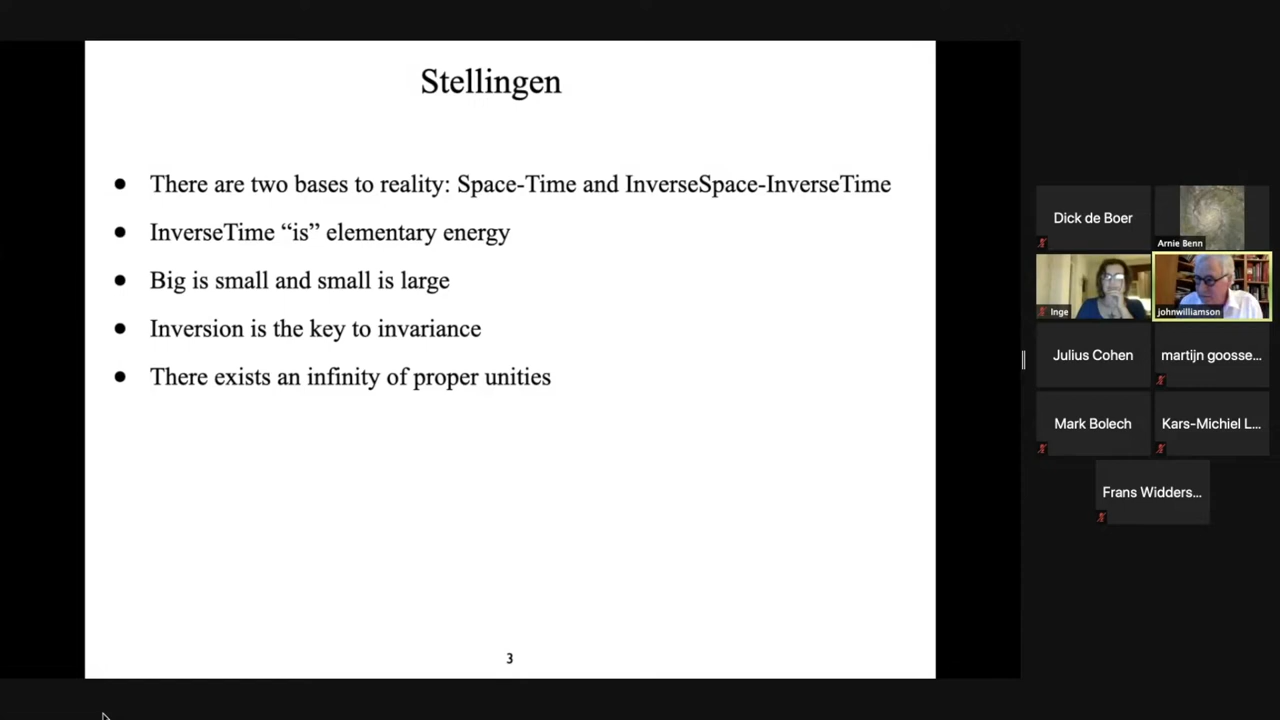 Stellingen
● There are two bases to reality: Space-Time and InverseSpace-InverseTime
● InverseTime “is” elementary energy
● Big is small and small is large
● Inversion is the key to invariance
● There exists an infinity of proper unities
3
Dick de Boer
Arnie Benn
Inge
johnwilliamson
Julius Cohen
martijn goosse...
Mark Bolech
Kars-Michiel L...
Frans Widders...